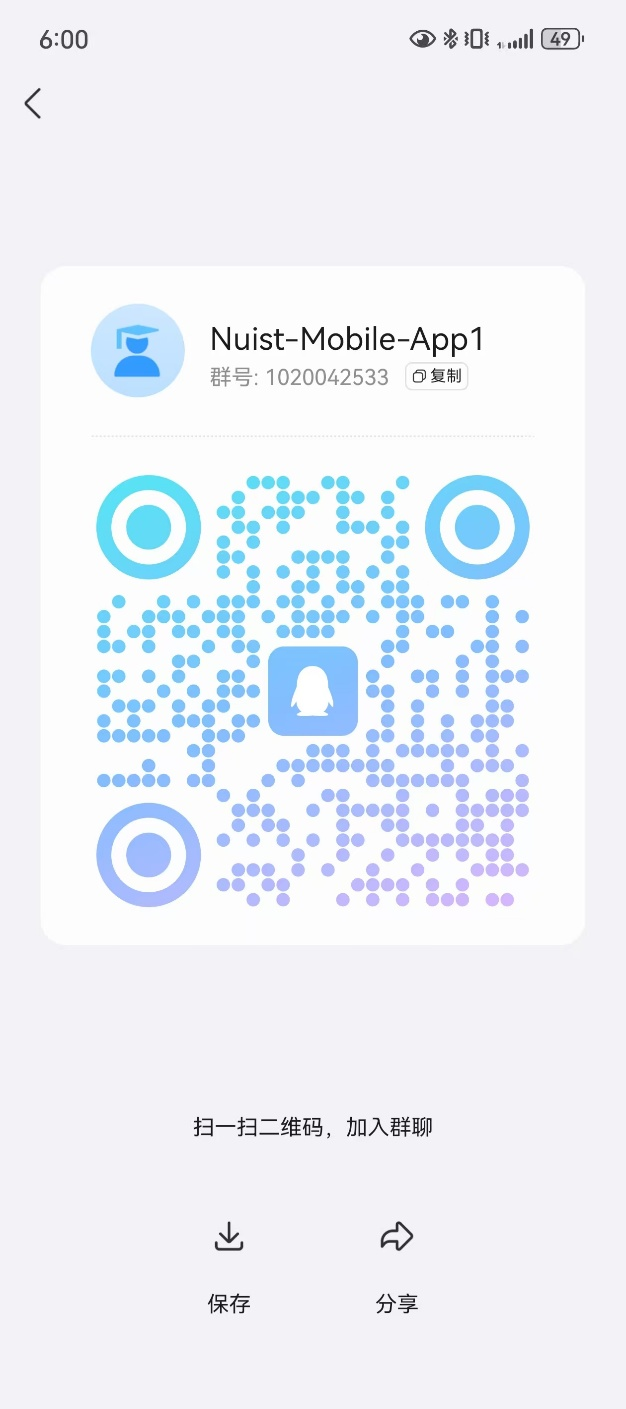 6:00
49
Nuist-Mobile-App1
群号: 1020042533
复制
扫一扫二维码，加入群聊
保存
分享